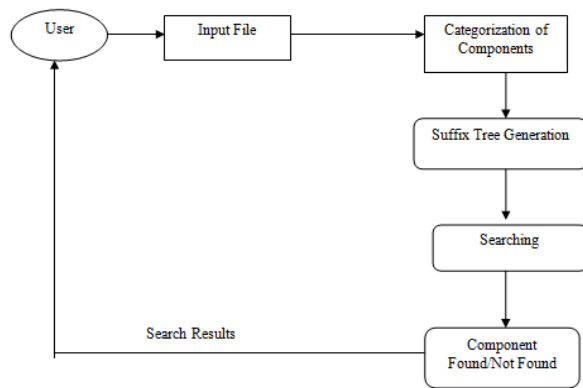 User
Input File
Categorization of
Components
Suffix Tree Generation
Searching
Search Results
Component
Found/Not Found